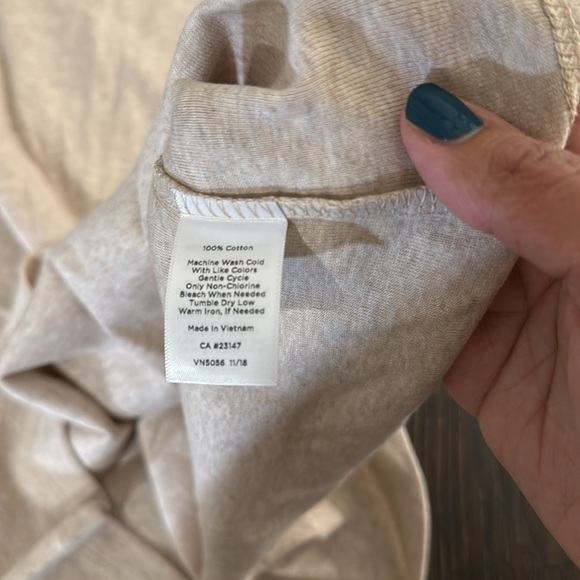 100% Cotton
Machine Wash Cold
With Like Colors
Gentle Cycle
Only Non-Chlorine
Bleach When Needed
Tumble Dry Low
Warm Iron, If Needed
Made in Vietnam
CA #23147
VN5056 11/18